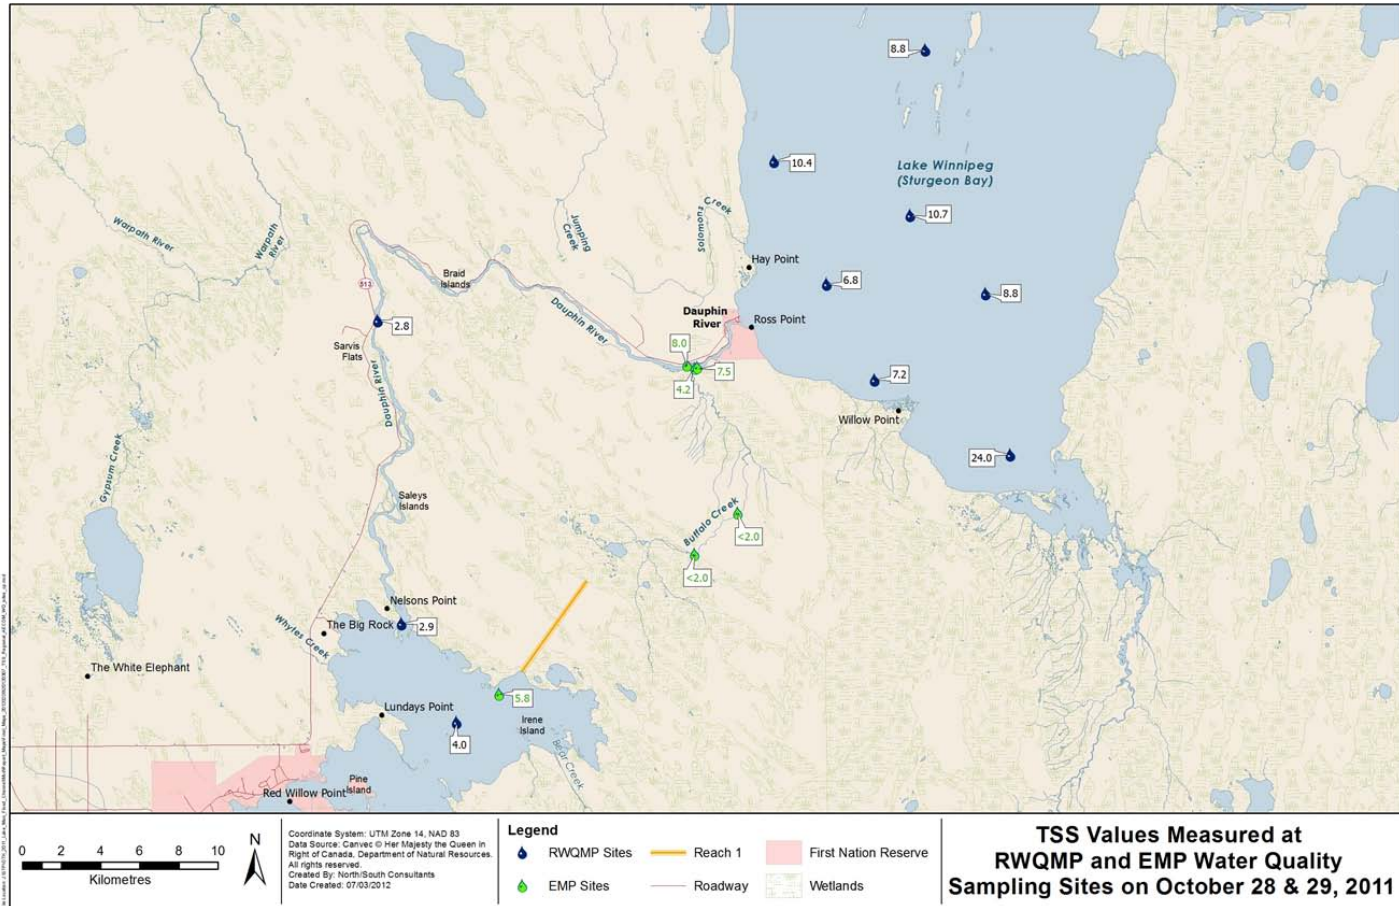 8.8
10.4
Lake Winnipeg
(Sturgeon Bay)
10.7
Solomons Creek
Jumping
Creek
Warpath River
Warpath
River
Hay Point
Braid
Islands
6.8
8.8
513
Dauphin River
Dauphin
River
Ross Point
2.8
Sarvis
Flats
8.0
7.5
4.2
7.2
Dauphin River
Willow Point
24.0
Gypsum Creek
Saleys
Islands
Buffalo Creek
<2.0
<2.0
Nelsons Point
Whyles Creek
The Big Rock
2.9
The White Elephant
5.8
Lundays Point
Irene
Island
4.0
Bear Creek
Pine
Island
Red Willow Point
0 2 4 6 8 10
Kilometres
N
Coordinate System: UTM Zone 14, NAD 83
Data Source: Canvec © Her Majesty the Queen in
Right of Canada, Department of Natural Resources.
All rights reserved.
Created By: North/South Consultants
Date Created: 07/03/2012
Legend
RWQMP Sites
Reach 1
First Nation Reserve
EMP Sites
Roadway
Wetlands
TSS Values Measured at
RWQMP and EMP Water Quality
Sampling Sites on October 28 & 29, 2011